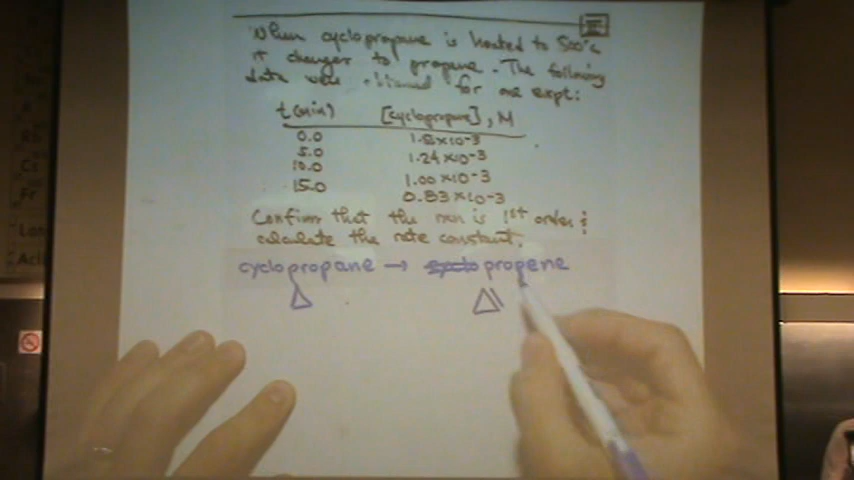 When cyclopropane is heated to 500°C
it changes to propene. The following
data were obtained for one expt:
t(min) [cyclopropane], M
0.0 1.5×10-3
5.0 1.24×10-3
10.0 1.00×10-3
15.0 0.83×10-3
Confirm that the rxn is 1st order &
calculate the rate constant.
cyclopropane → cyclo propene